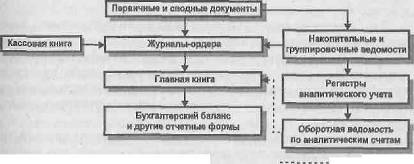 Первичные и сводные документы
Накопительные и
группировочные ведомости
Кассовая книга
Журналы-ордера
Главная книга
Регистры
аналитического учета
Бухгалтерский баланс
и другие отчетные формы
Оборотная ведомость
по аналитическим счетам